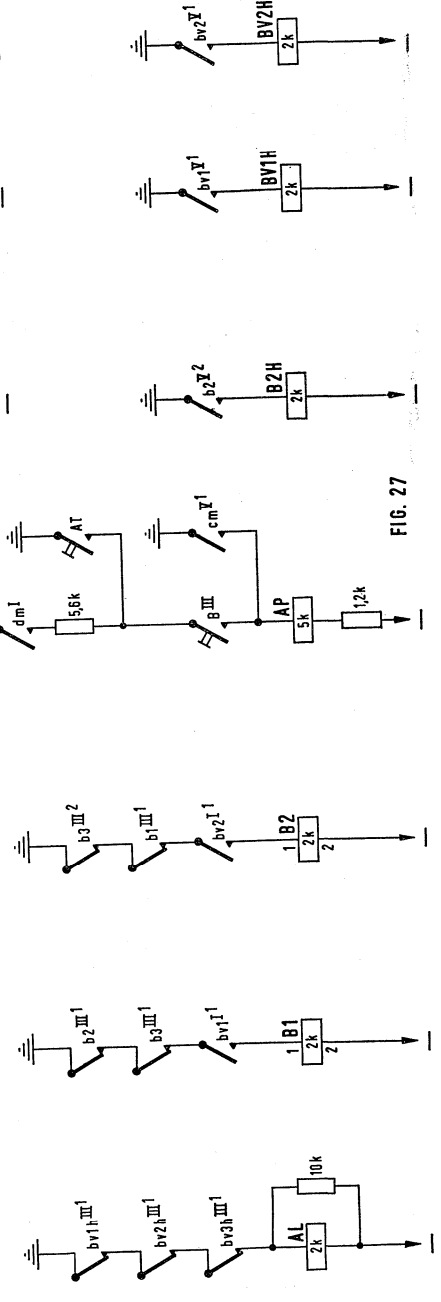 bv1hIII¹
bv2hIII¹
bv3hIII¹
AL
2k
10k
b2III¹
b3III¹
bv1I¹
1 B1
2k
2
b3III²
b1III¹
bv2I¹
1 B2
2k
2
dmI
5,6k
AT
BIII
cmV¹
AP
5k
1,2k
b2V²
B2H
2k
bv1V¹
BV1H
2k
bv2V¹
BV2H
2k
FIG. 27